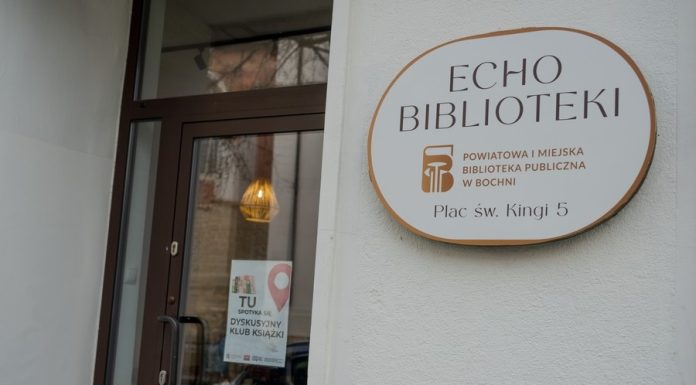 ECHO
BIBLIOTEKI
POWIATOWA I MIEJSKA
BIBLIOTEKA PUBLICZNA
W BOCHNI
Plac św. Kingi 5
TU
SPOTYKA SIĘ
DYSKUSYJNY
KLUB KSIĄŻKI